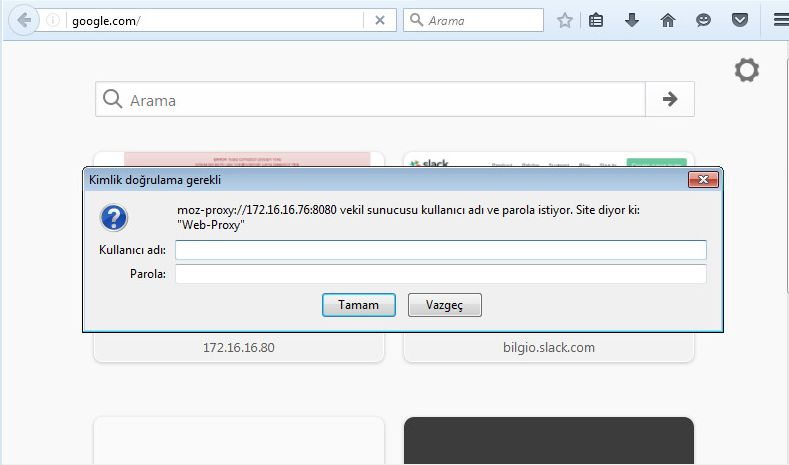 google.com/
Arama
Arama
slack
Kimlik doğrulama gerekli
moz-proxy://172.16.16.76:8080 vekil sunucusu kullanıcı adı ve parola istiyor. Site diyor ki:
"Web-Proxy"
Kullanıcı adı:
Parola:
Tamam
Vazgeç
172.16.16.80
bilgio.slack.com